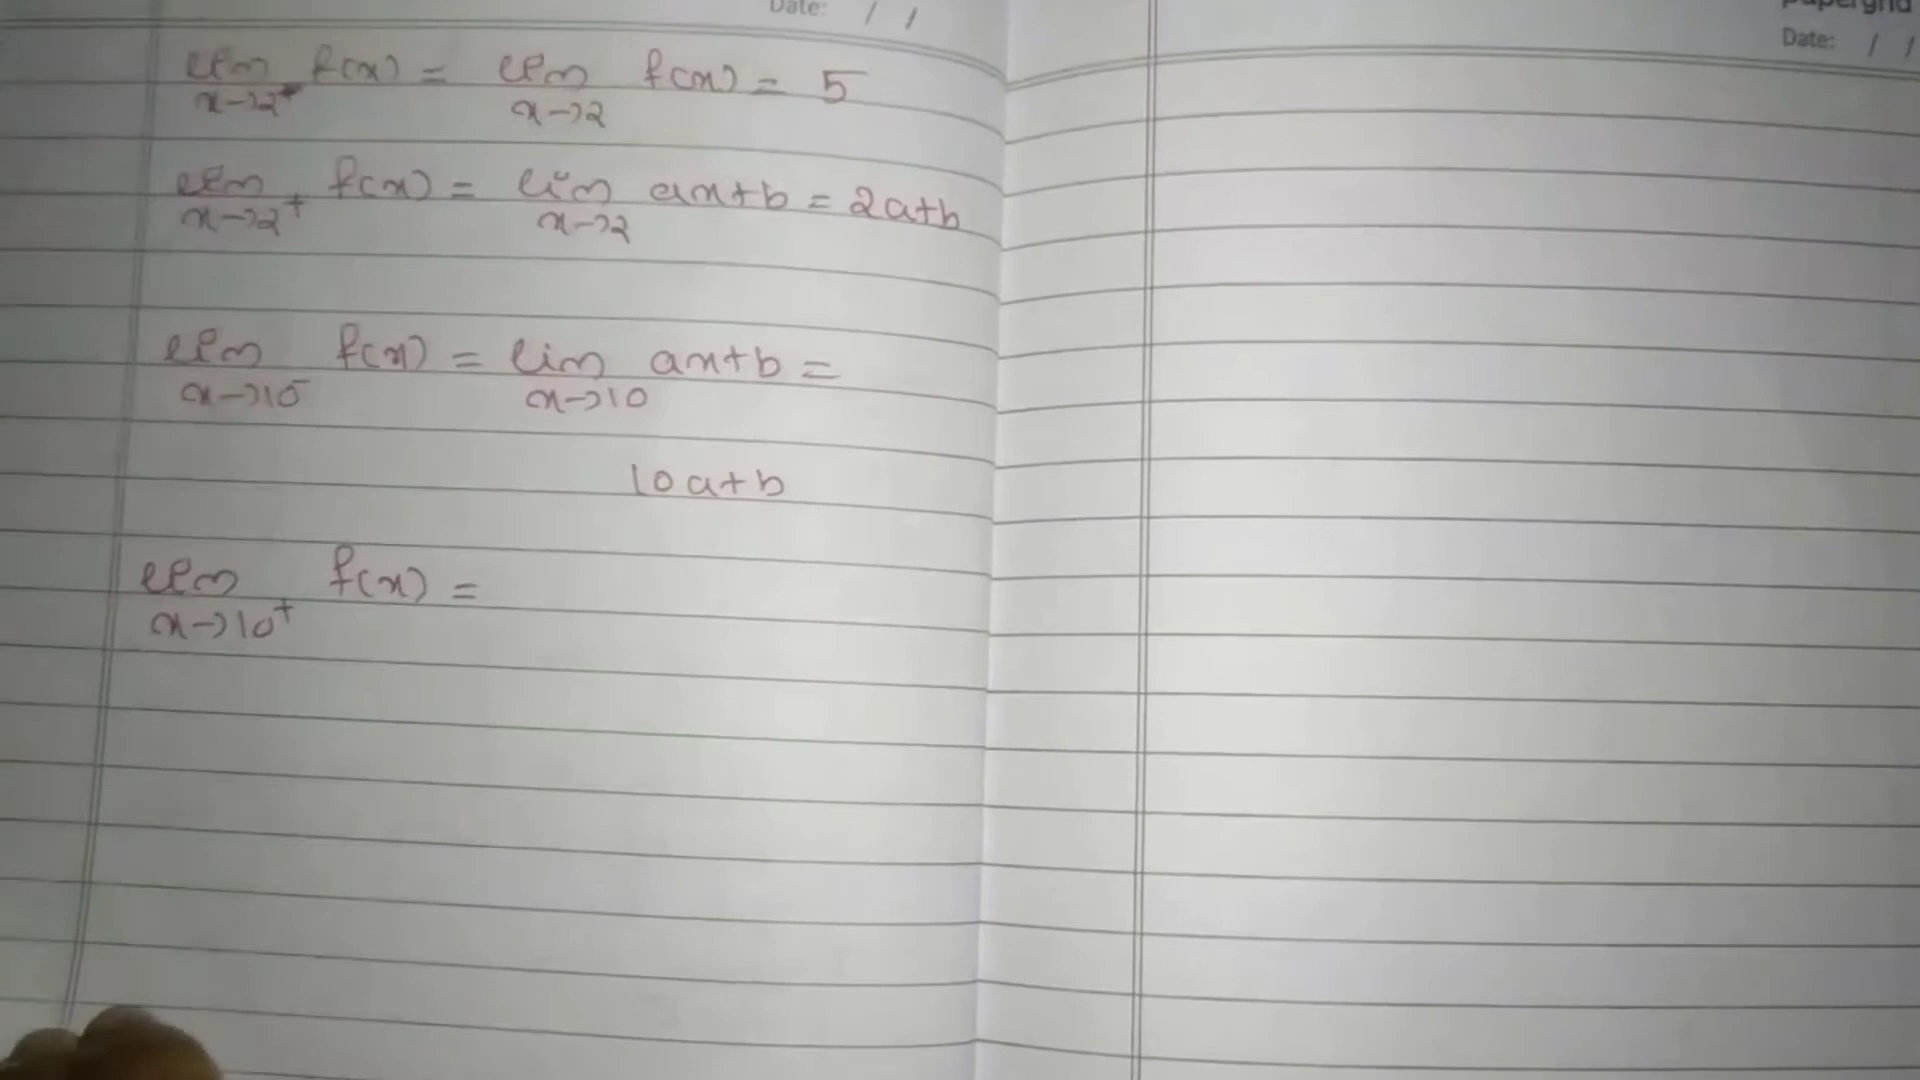 Date: / /
lim f(x) = lim f(x) = 5
x→2⁻ x→2
lim f(x) = lim ax+b = 2a+b
x→2⁺ x→2
lim f(x) = lim ax+b =
x→10⁻ x→10
10a+b
lim f(x) =
x→10⁺
Date: / /